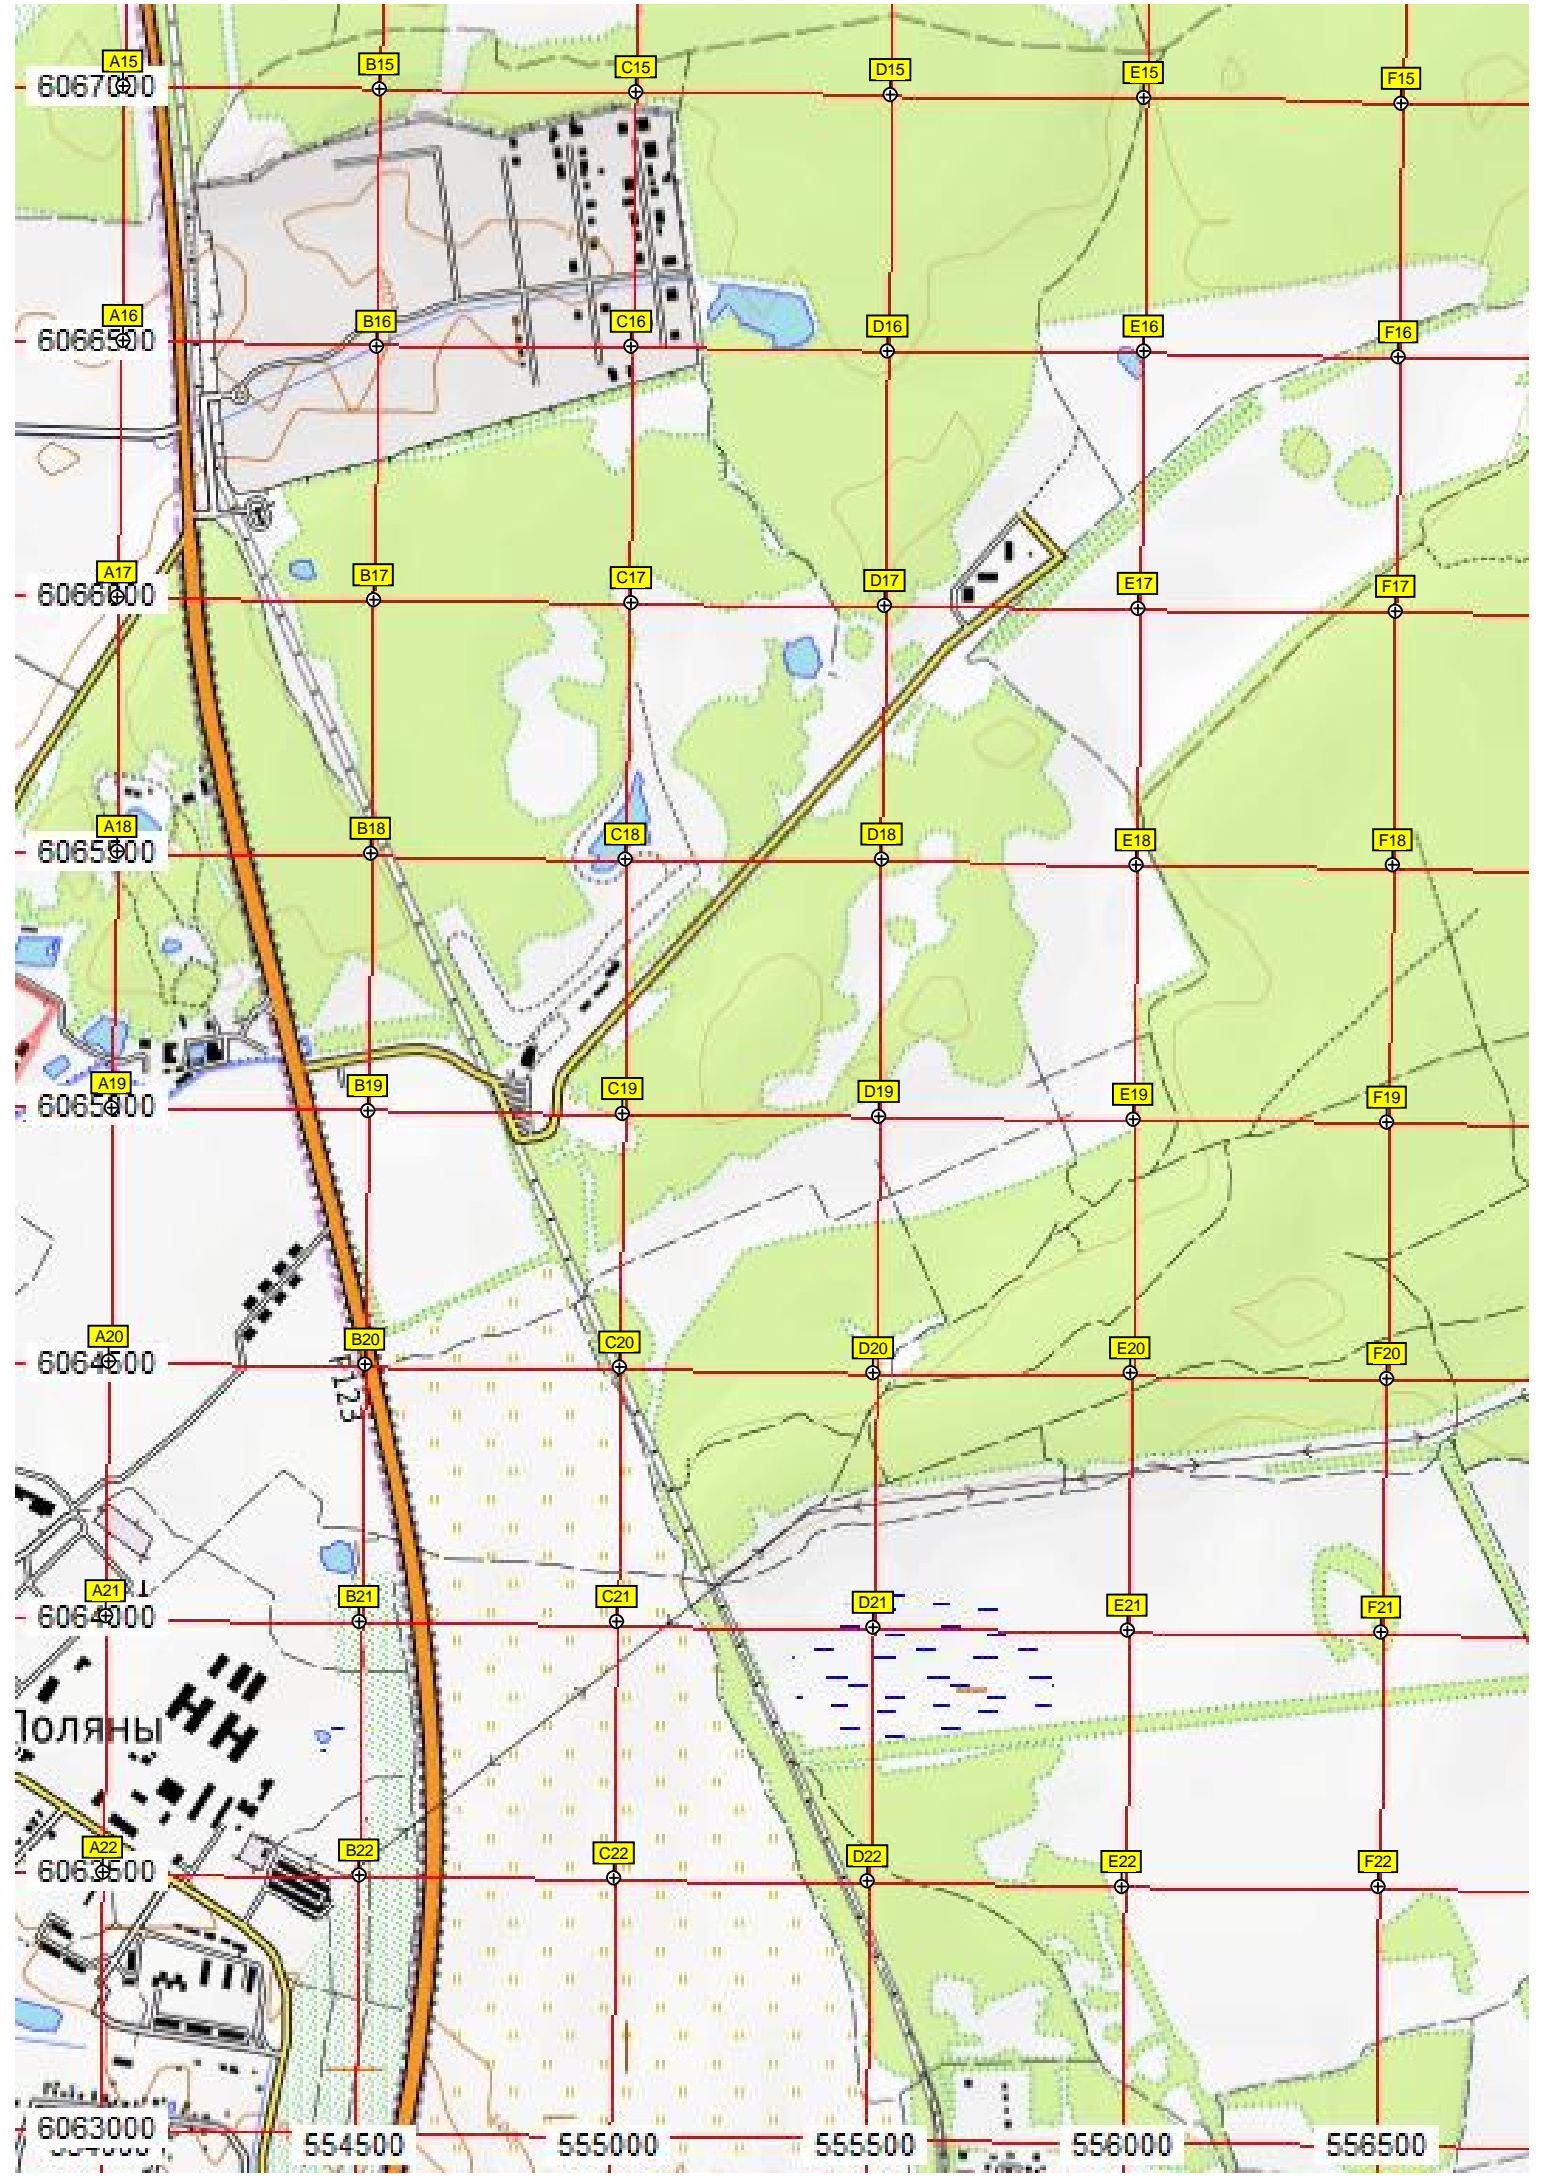 A15 B15 C15 D15 E15 F15
6067000
A16 B16 C16 D16 E16 F16
6066500
A17 B17 C17 D17 E17 F17
6066000
A18 B18 C18 D18 E18 F18
6065500
A19 B19 C19 D19 E19 F19
6065000
A20 B20 C20 D20 E20 F20
6064500
A21 B21 C21 D21 E21 F21
6064000
Поляны
A22 B22 C22 D22 E22 F22
6063500
6063000
554500 555000 555500 556000 556500